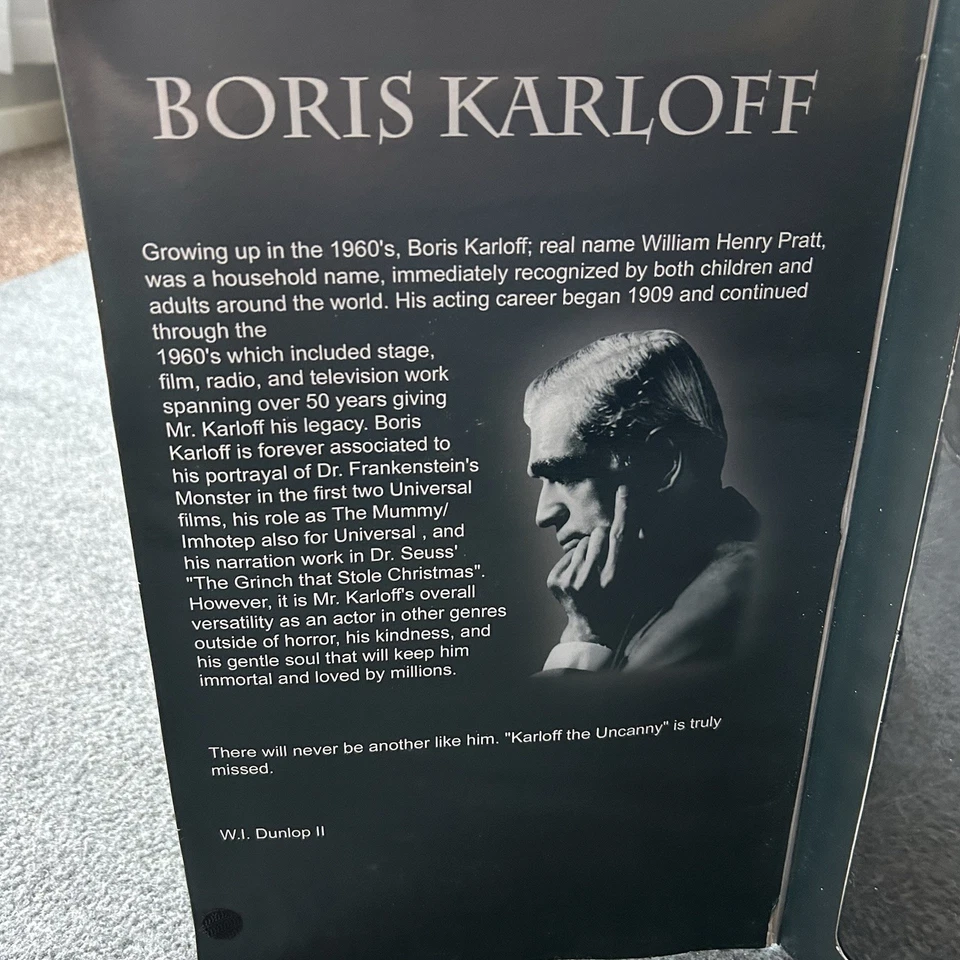 BORIS KARLOFF
Growing up in the 1960's, Boris Karloff; real name William Henry Pratt,
was a household name, immediately recognized by both children and
adults around the world. His acting career began 1909 and continued
through the
1960's which included stage,
film, radio, and television work
spanning over 50 years giving
Mr. Karloff his legacy. Boris
Karloff is forever associated to
his portrayal of Dr. Frankenstein's
Monster in the first two Universal
films, his role as The Mummy/
Imhotep also for Universal , and
his narration work in Dr. Seuss'
"The Grinch that Stole Christmas".
However, it is Mr. Karloff's overall
versatility as an actor in other genres
outside of horror, his kindness, and
his gentle soul that will keep him
immortal and loved by millions.
There will never be another like him. "Karloff the Uncanny" is truly
missed.
W.I. Dunlop II